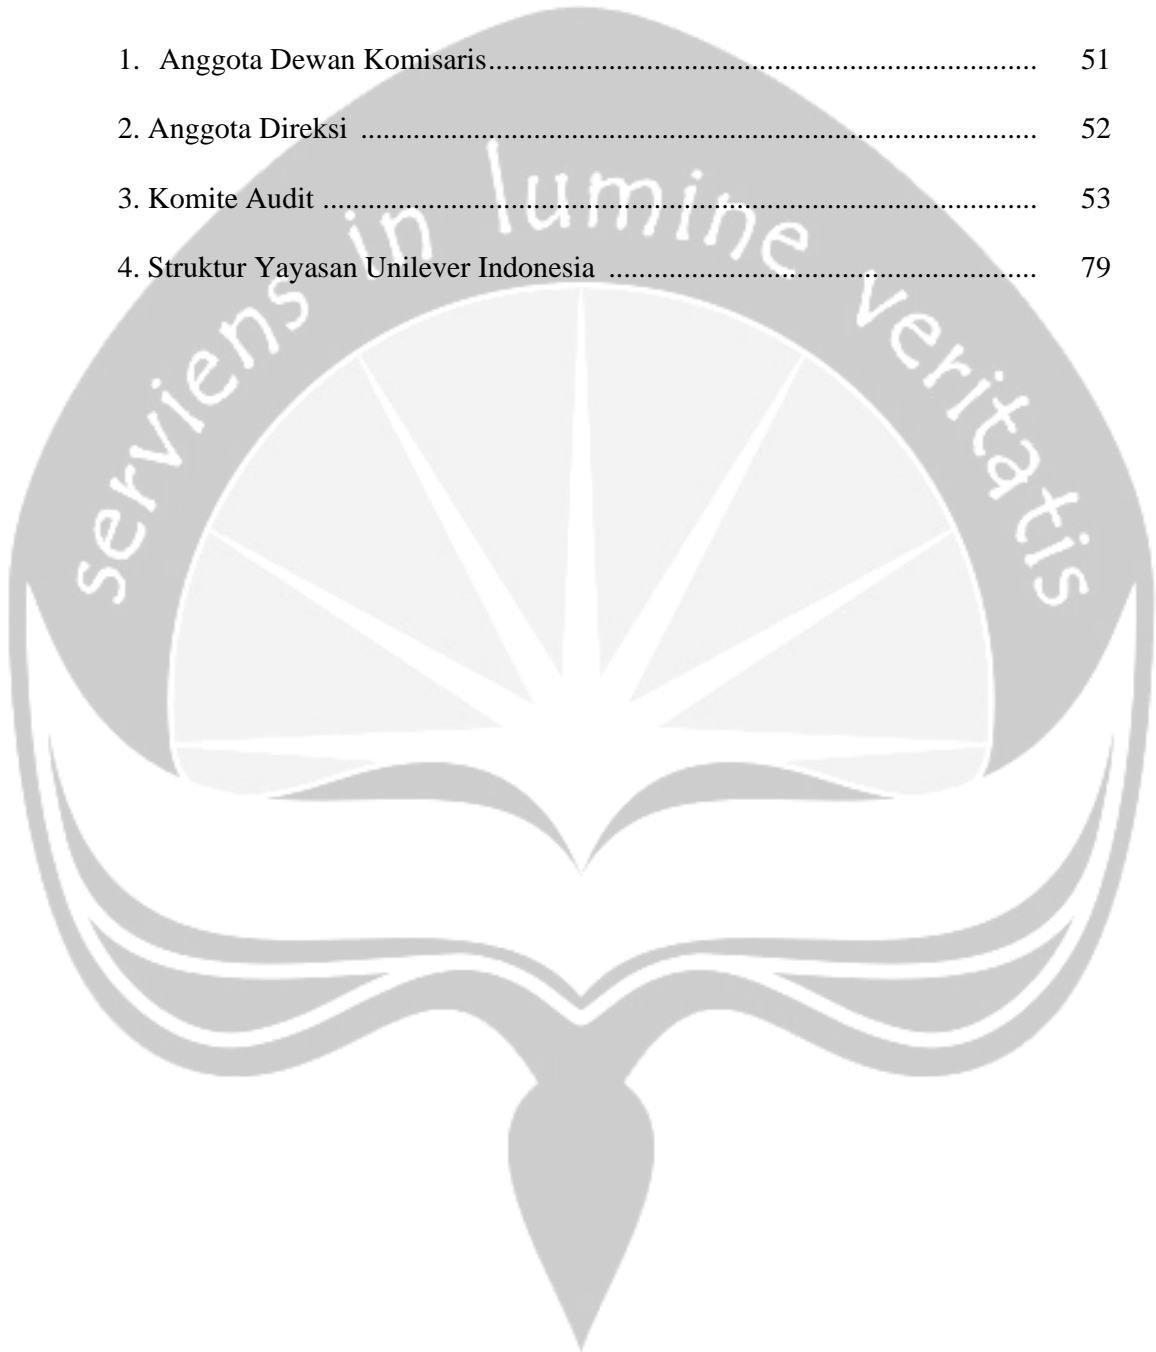 1. Anggota Dewan Komisaris......................................................................... 51
2. Anggota Direksi .......................................................................................... 52
3. Komite Audit ............................................................................................... 53
4. Struktur Yayasan Unilever Indonesia ......................................................... 79
serviens in lumine veritatis